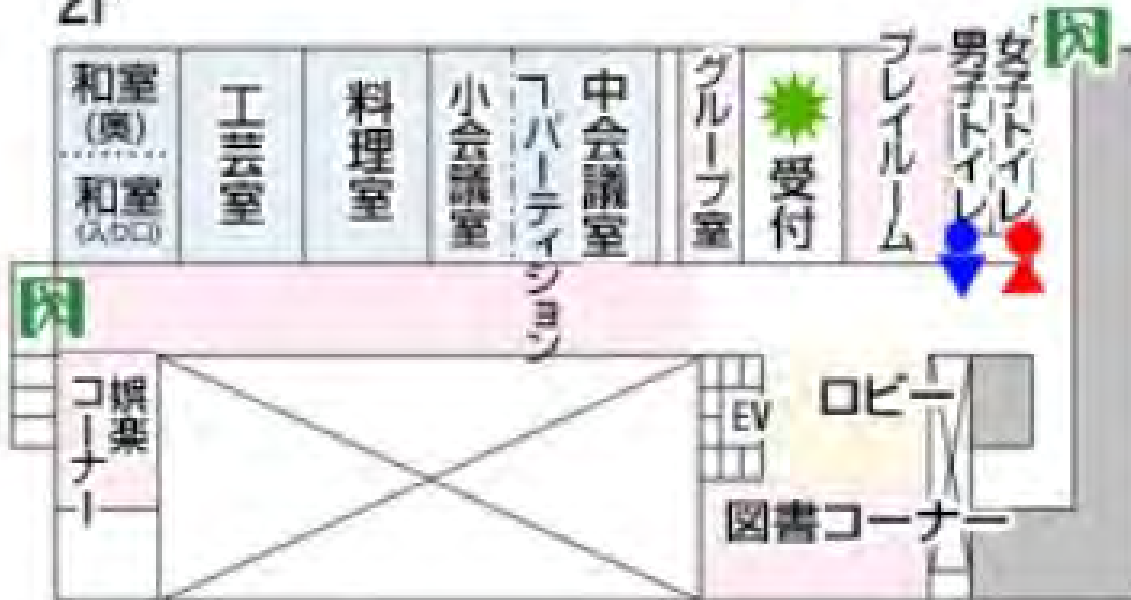 2F
和室
(奥)
和室
(入り口)
工芸室
料理室
小会議室
パーティション
中会議室
グループ室
受付
プレイルーム
男子トイレ
女子トイレ
娯楽
コーナー
EV
ロビー
図書コーナー